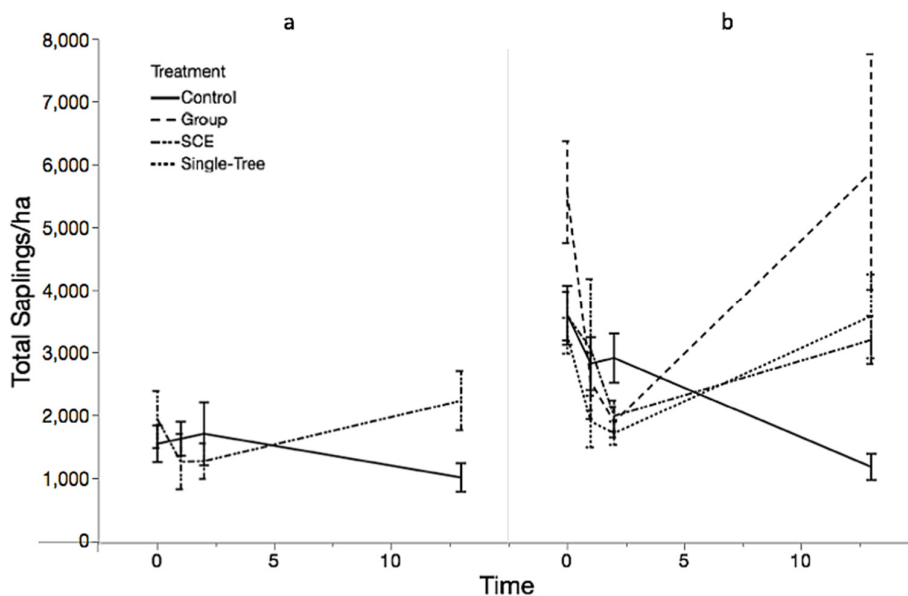 a
b
8,000
7,000
6,000
5,000
4,000
3,000
2,000
1,000
0
Total Saplings/ha
Treatment
Control
Group
SCE
Single-Tree
0 5 10 0 5 10
Time